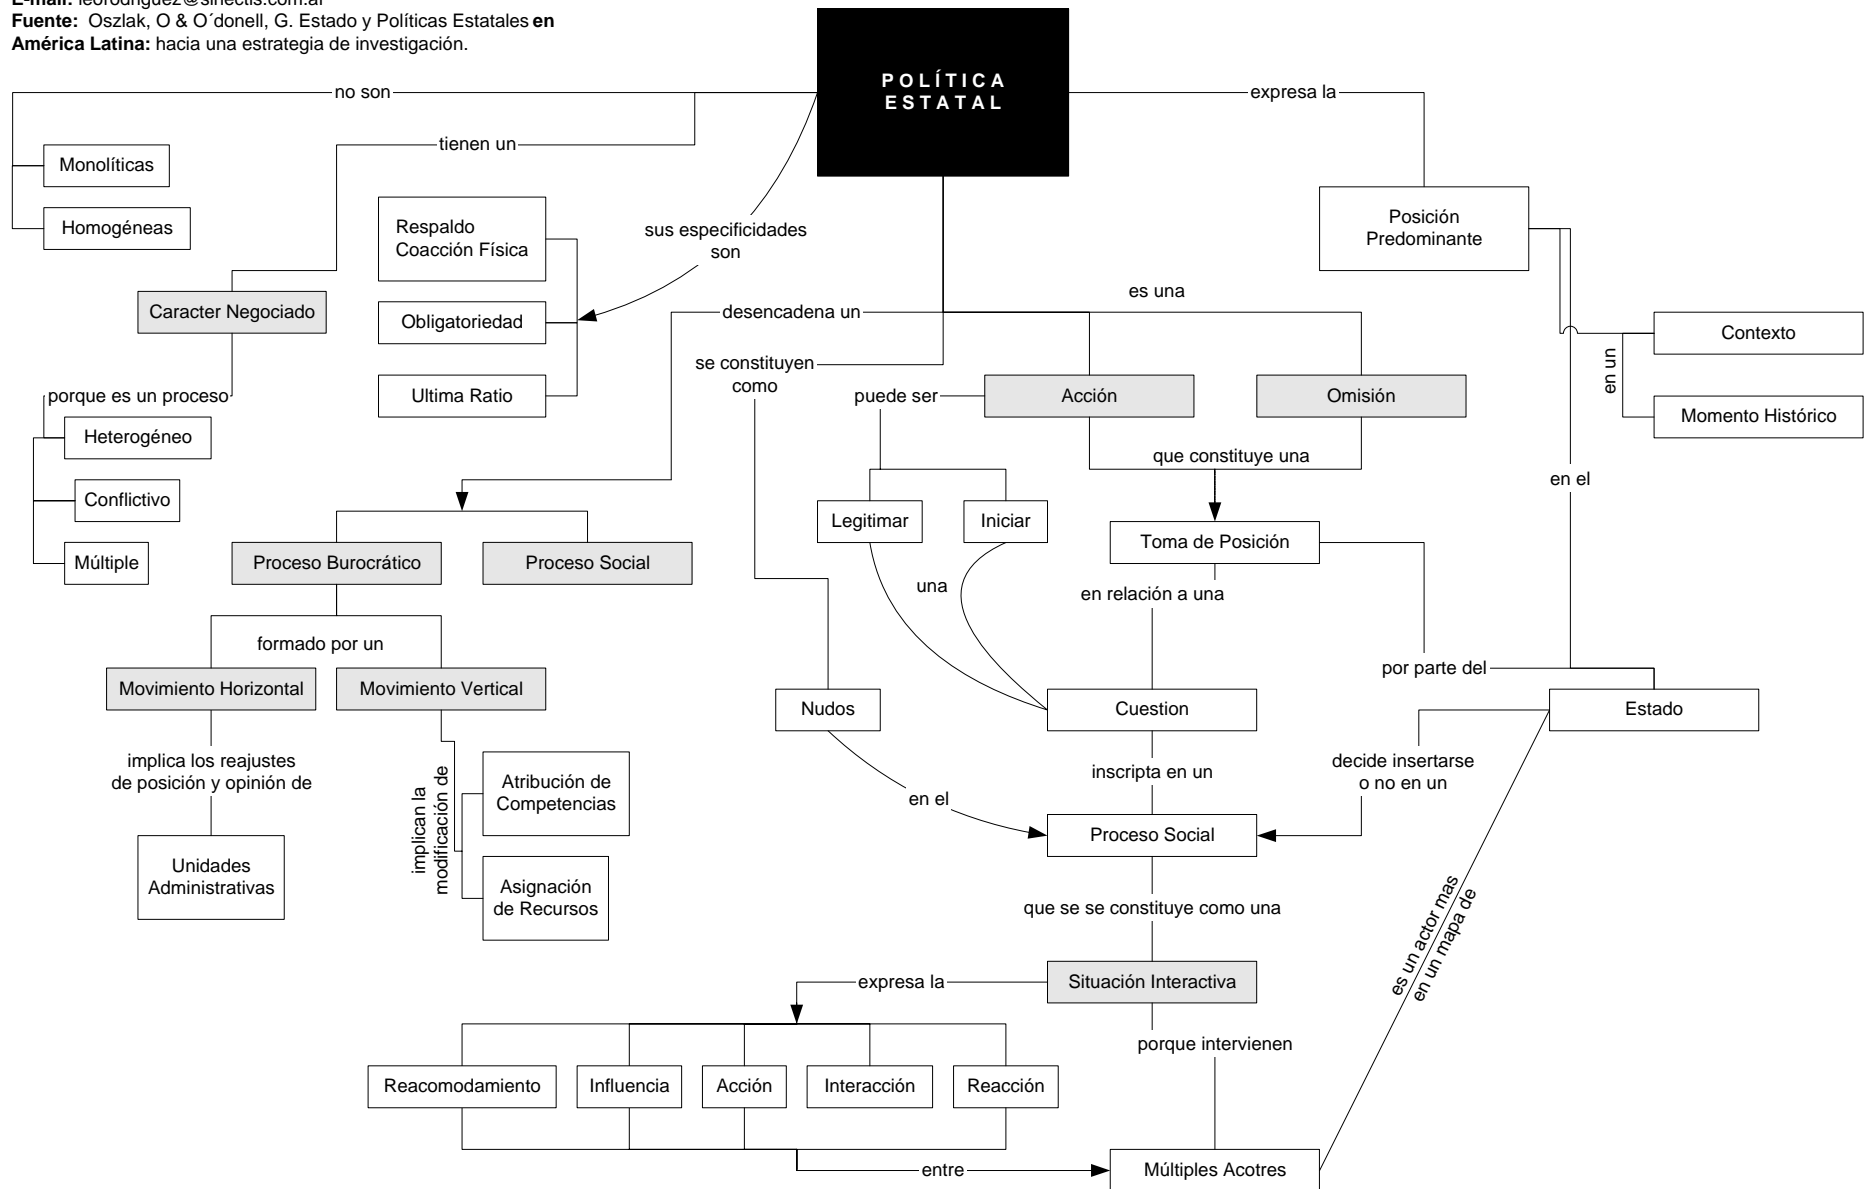 E-mail: leorodriguez@sinectis.com.ar
Fuente: Oszlak, O & O´donell, G. Estado y Políticas Estatales en
América Latina: hacia una estrategia de investigación.
POLÍTICA
ESTATAL
no son
expresa la
tienen un
Monolíticas
Homogéneas
Respaldo
Coacción Física
sus especificidades
son
Posición
Predominante
Caracter Negociado
Obligatoriedad
desencadena un
es una
Contexto
en un
se constituyen
como
porque es un proceso
Ultima Ratio
puede ser
Acción
Omisión
Momento Histórico
Heterogéneo
que constituye una
en el
Conflictivo
Legitimar
Iniciar
Toma de Posición
Múltiple
Proceso Burocrático
Proceso Social
una
en relación a una
formado por un
por parte del
Movimiento Horizontal
Movimiento Vertical
Nudos
Cuestion
Estado
implica los reajustes
de posición y opinión de
implican la
modificación de
Atribución de
Competencias
inscripta en un
decide insertarse
o no en un
en el
Proceso Social
Unidades
Administrativas
Asignación
de Recursos
que se se constituye como una
es un actor mas
en un mapa de
expresa la
Situación Interactiva
porque intervienen
Reacomodamiento
Influencia
Acción
Interacción
Reacción
entre
Múltiples Acotres